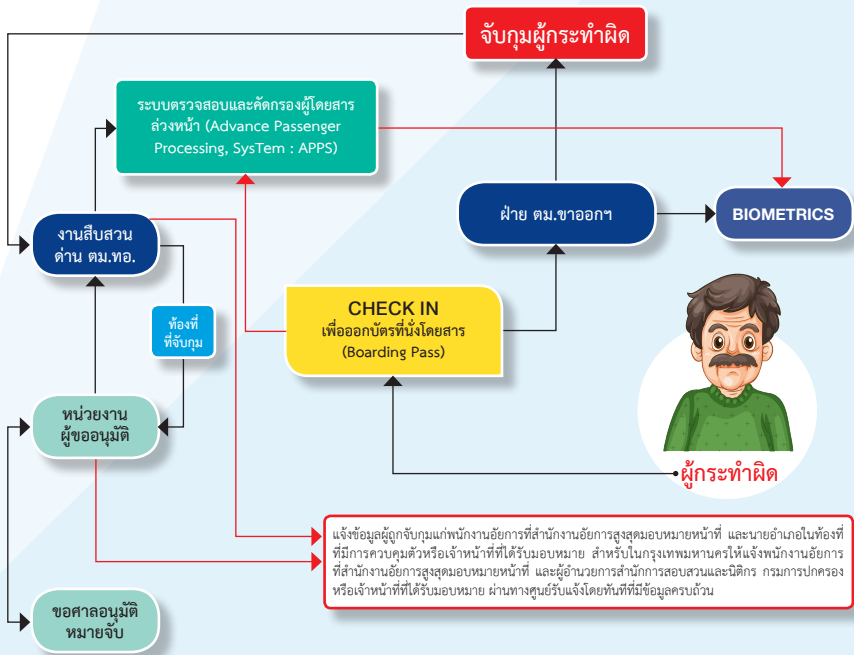 จับกุมผู้กระทำผิด
ระบบตรวจสอบและคัดกรองผู้โดยสาร
ล่วงหน้า (Advance Passenger
Processing, SysTem : APPS)
ฝ่าย ตม.ขาออกฯ
BIOMETRICS
งานสืบสวน
ด่าน ตม.ทอ.
ท้องที่
ที่จับกุม
CHECK IN
เพื่อออกบัตรที่นั่งโดยสาร
(Boarding Pass)
หน่วยงาน
ผู้ขออนุมัติ
ผู้กระทำผิด
แจ้งข้อมูลผู้ถูกจับกุมแก่พนักงานอัยการที่สำนักงานอัยการสูงสุดมอบหมายหน้าที่ และนายอำเภอในท้องที่
ที่มีการควบคุมตัวหรือเจ้าหน้าที่ที่ได้รับมอบหมาย สำหรับในกรุงเทพมหานครให้แจ้งพนักงานอัยการ
ที่สำนักงานอัยการสูงสุดมอบหมายหน้าที่ และผู้อำนวยการสำนักการสอบสวนและนิติกร กรมการปกครอง
หรือเจ้าหน้าที่ที่ได้รับมอบหมาย ผ่านทางศูนย์รับแจ้งโดยทันทีที่มีข้อมูลครบถ้วน
ขอศาลอนุมัติ
หมายจับ